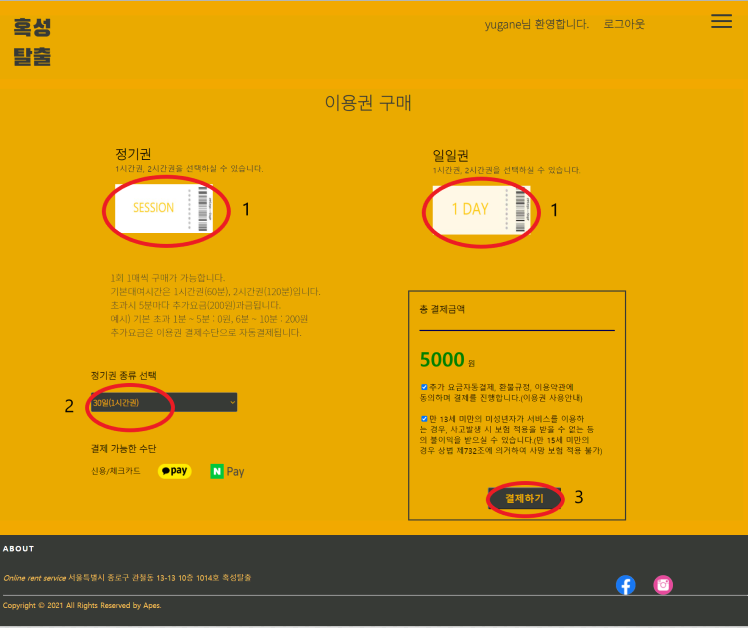 혹성
탈출
yugane님 환영합니다. 로그아웃
이용권 구매
정기권
1시간권, 2시간권을 선택하실 수 있습니다.
SESSION
1
일일권
1시간권, 2시간권을 선택하실 수 있습니다.
1 DAY
1
1회 1매씩 구매가 가능합니다.
기본대여시간은 1시간권(60분), 2시간권(120분)입니다.
초과시 5분마다 추가요금(200원)과금됩니다.
예시) 기본 초과 1분 ~ 5분 : 0원, 6분 ~ 10분 : 200원
추가요금은 이용권 결제수단으로 자동결제됩니다.
정기권 종류 선택
2
30일(1시간권)
결제 가능한 수단
신용/체크카드 pay N Pay
총 결제금액
5000 원
추가 요금자동결제, 환불규정, 이용약관에
동의하며 결제를 진행합니다.(이용권 사용안내)
만 13세 미만의 미성년자가 서비스를 이용하
는 경우, 사고발생 시 보험 적용을 받을 수 없는 등
의 불이익을 받으실 수 있습니다.(만 15세 미만의
경우 상법 제732조에 의거하여 사망 보험 적용 불가)
결제하기
3
ABOUT
Online rent service 서울특별시 종로구 관철동 13-13 10층 1014호 혹성탈출
Copyright © 2021 All Rights Reserved by Apes.